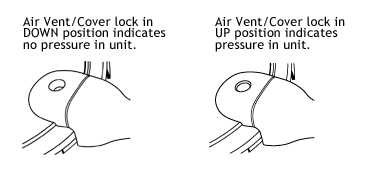 Air Vent/Cover lock in
DOWN position indicates
no pressure in unit.
Air Vent/Cover lock in
UP position indicates
pressure in unit.